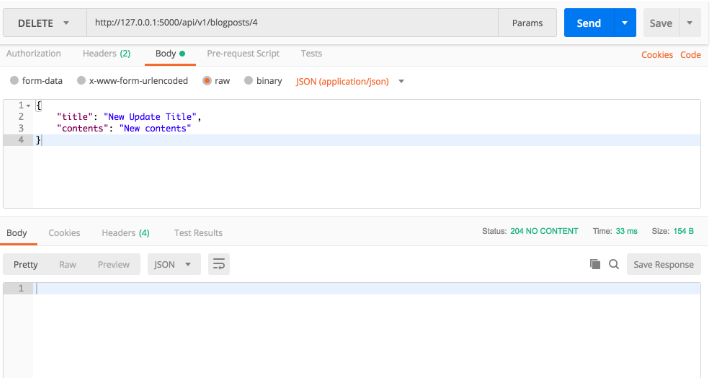 DELETE http://127.0.0.1:5000/api/v1/blogposts/4 Params Send Save
Authorization Headers (2) Body Pre-request Script Tests Cookies Code
form-data x-www-form-urlencoded raw binary JSON (application/json)
1 {
2 "title": "New Update Title",
3 "contents": "New contents"
4 }
Body Cookies Headers (4) Test Results Status: 204 NO CONTENT Time: 33 ms Size: 154 B
Pretty Raw Preview JSON Save Response
1